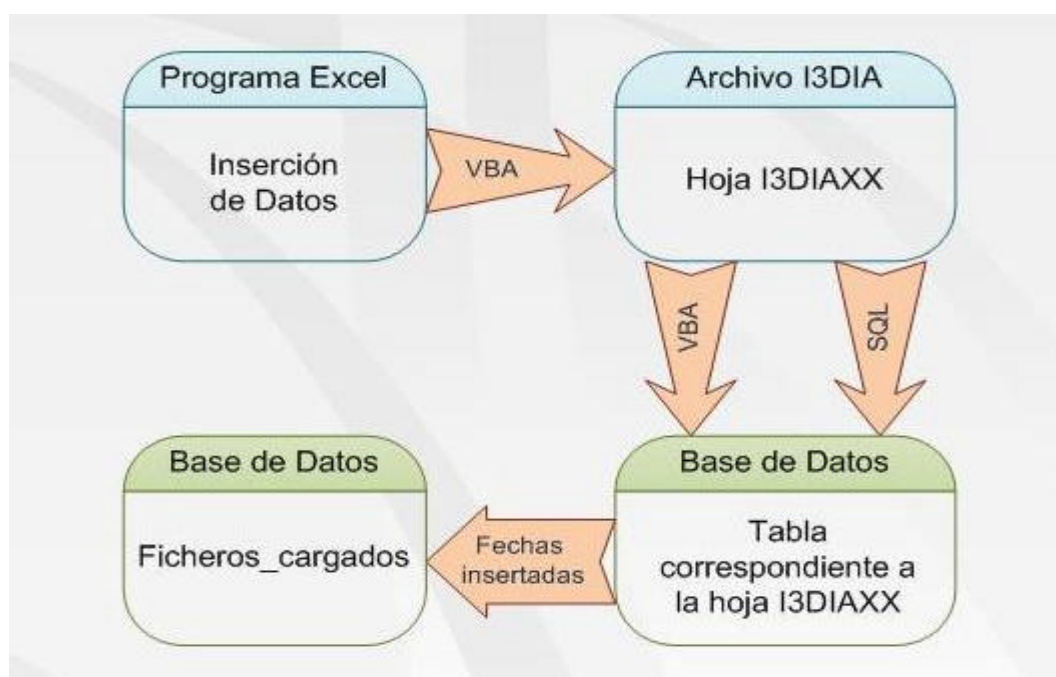 Programa Excel
Inserción
de Datos
VBA
Archivo I3DIA
Hoja I3DIAXX
VBA
SQL
Base de Datos
Ficheros_cargados
Fechas
insertadas
Base de Datos
Tabla
correspondiente a
la hoja I3DIAXX